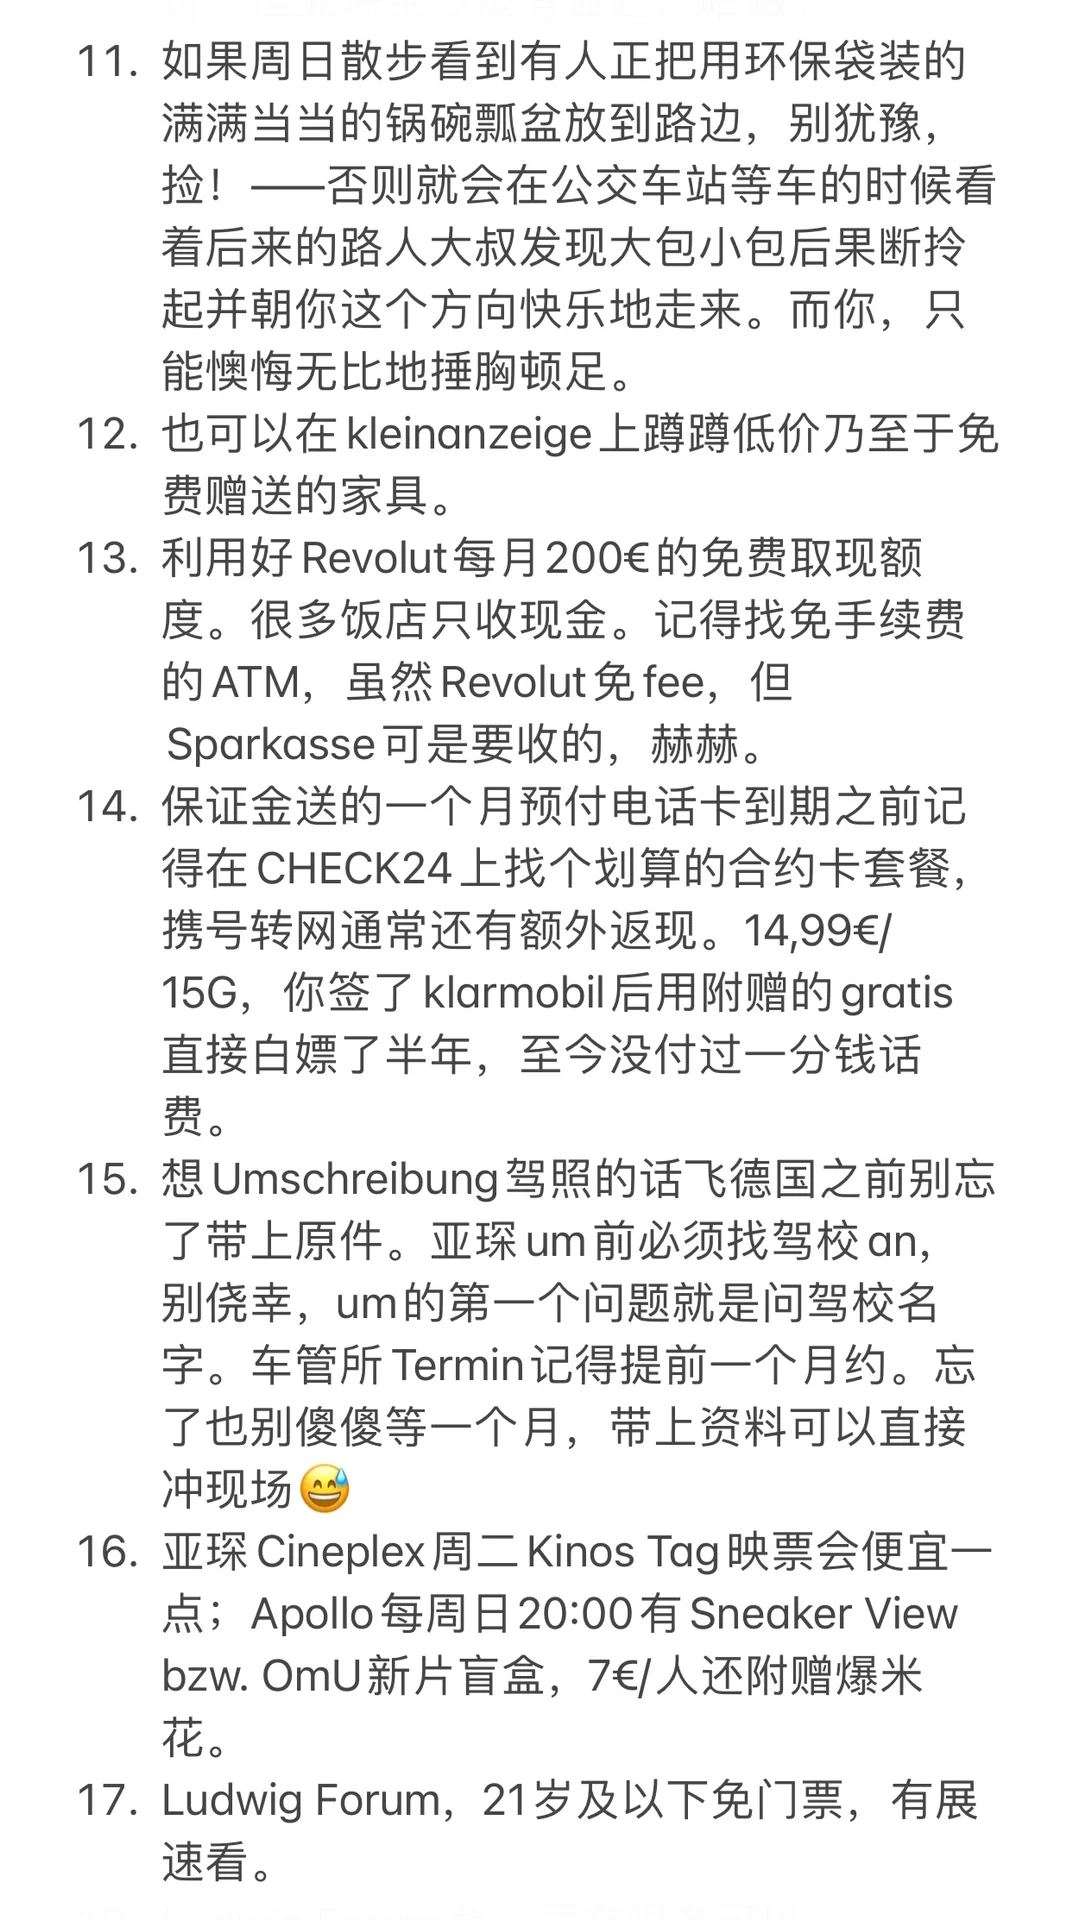 11. 如果周日散步看到有人正把用环保袋装的
满满当当的锅碗瓢盆放到路边，别犹豫，
捡！——否则就会在公交车站等车的时候看
着后来的路人大叔发现大包小包后果断拎
起并朝你这个方向快乐地走来。而你，只
能懊悔无比地捶胸顿足。
12. 也可以在kleinanzeige上蹲蹲低价乃至于免
费赠送的家具。
13. 利用好Revolut每月200€的免费取现额
度。很多饭店只收现金。记得找免手续费
的ATM，虽然Revolut免fee，但
Sparkasse可是要收的，赫赫。
14. 保证金送的一个月预付电话卡到期之前记
得在CHECK24上找个划算的合约卡套餐，
携号转网通常还有额外返现。14,99€/
15G，你签了klarmobil后用附赠的gratis
直接白嫖了半年，至今没付过一分钱话
费。
15. 想Umschreibung驾照的话飞德国之前别忘
了带上原件。亚琛um前必须找驾校an，
别侥幸，um的第一个问题就是问驾校名
字。车管所Termin记得提前一个月约。忘
了也别傻傻等一个月，带上资料可以直接
冲现场😅
16. 亚琛Cineplex周二Kinos Tag映票会便宜一
点；Apollo每周日20:00有Sneaker View
bzw. OmU新片盲盒，7€/人还附赠爆米
花。
17. Ludwig Forum，21岁及以下免门票，有展
速看。